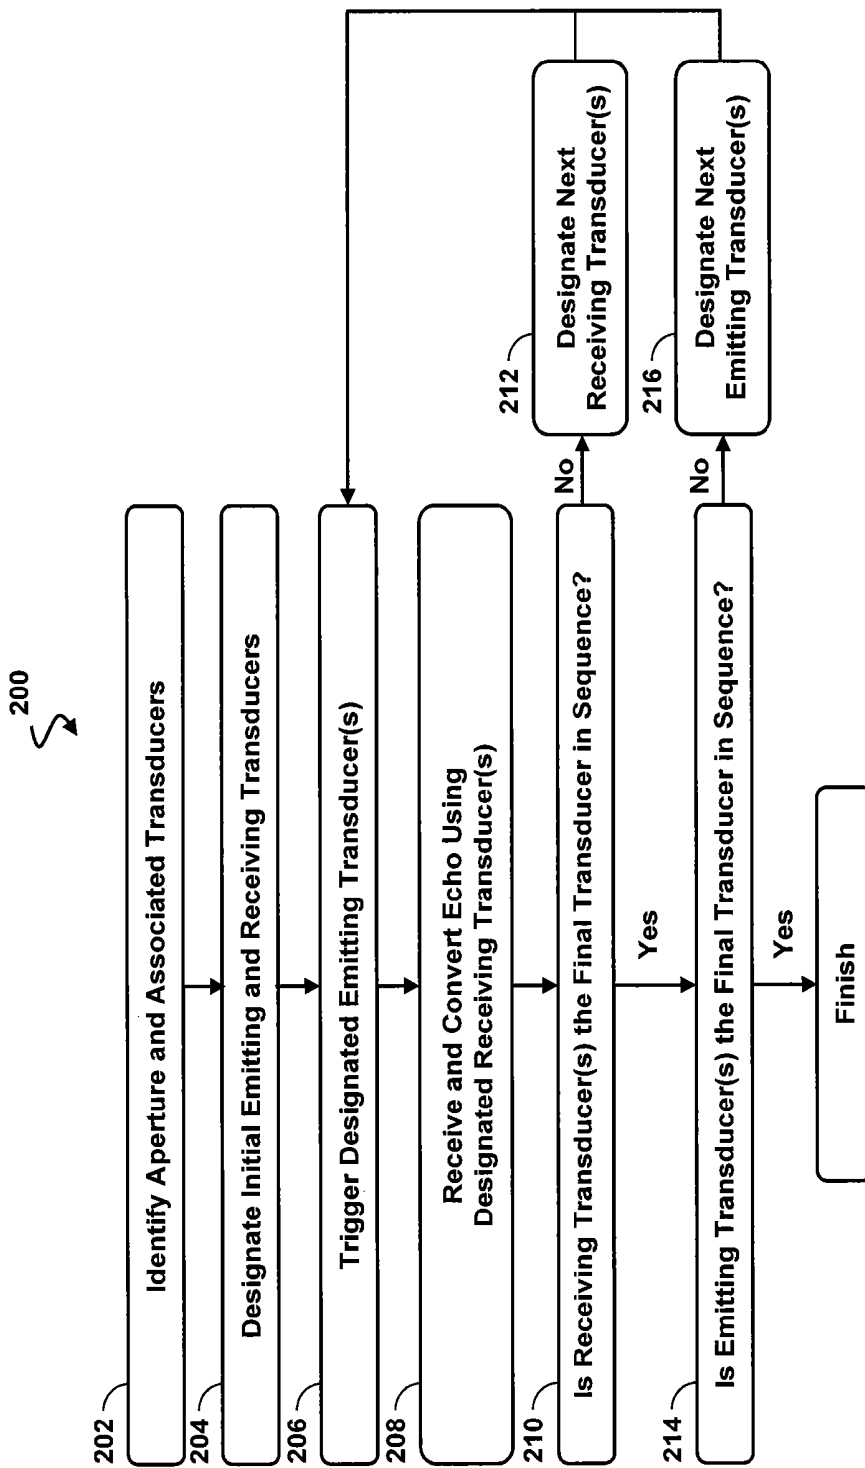 200
202
Identify Aperture and Associated Transducers
204
Designate Initial Emitting and Receiving Transducers
206
Trigger Designated Emitting Transducer(s)
208
Receive and Convert Echo Using
Designated Receiving Transducer(s)
210
Is Receiving Transducer(s) the Final Transducer in Sequence?
No
212
Designate Next
Receiving Transducer(s)
Yes
214
Is Emitting Transducer(s) the Final Transducer in Sequence?
No
216
Designate Next
Emitting Transducer(s)
Yes
Finish